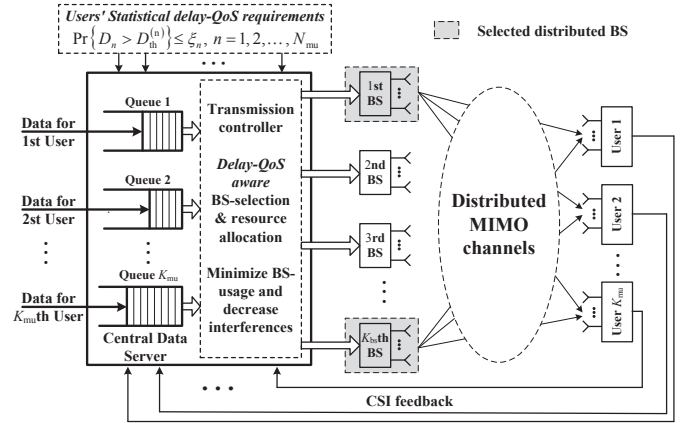 Users' Statistical delay-QoS requirements
Pr{D_n > D_th^(n)} ≤ ξ_n, n = 1, 2, …, N_mu
Selected distributed BS
Data for
1st User
Queue 1
Data for
2st User
Queue 2
Data for
K_mu th User
Queue K_mu
Central Data
Server
Transmission
controller
Delay-QoS
aware
BS-selection
& resource
allocation
Minimize BS-
usage and
decrease
interferences
1st
BS
2nd
BS
3rd
BS
K_bs th
BS
Distributed
MIMO
channels
User 1
User 2
User K_mu
CSI feedback